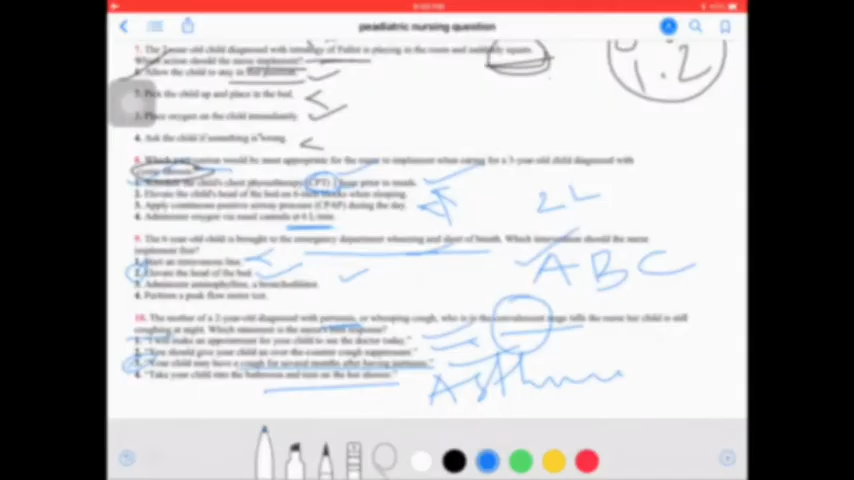 peadiatric nursing question
7. The 2-year-old child diagnosed with tetralogy of Fallot is playing in the room and suddenly squats.
Which action should the nurse implement?
1. Allow the child to stay in that position.
2. Pick the child up and place in the bed.
3. Place oxygen on the child immediately.
4. Ask the child if something is wrong.
1.2
8. Which intervention would be most appropriate for the nurse to implement when caring for a 3-year-old child diagnosed with
cystic fibrosis?
1. Schedule the child's chest physiotherapy (CPT) 1 hour prior to meals.
2. Elevate the child's head of the bed on 6-inch blocks when sleeping.
3. Apply continuous positive airway pressure (CPAP) during the day.
4. Administer oxygen via nasal cannula at 6 L/min.
2L
9. The 6-year-old child is brought to the emergency department wheezing and short of breath. Which intervention should the nurse
implement first?
1. Start an intravenous line.
2. Elevate the head of the bed.
3. Administer aminophylline, a bronchodilator.
4. Perform a peak flow meter test.
ABC
10. The mother of a 2-year-old diagnosed with pertussis, or whooping cough, who is in the convalescent stage tells the nurse her child is still
coughing at night. Which statement is the nurse's best response?
1. "I will make an appointment for your child to see the doctor today."
2. "You should give your child an over-the-counter cough suppressant."
3. "Your child may have a cough for several months after having pertussis."
4. "Take your child into the bathroom and turn on the hot shower."
Asthma